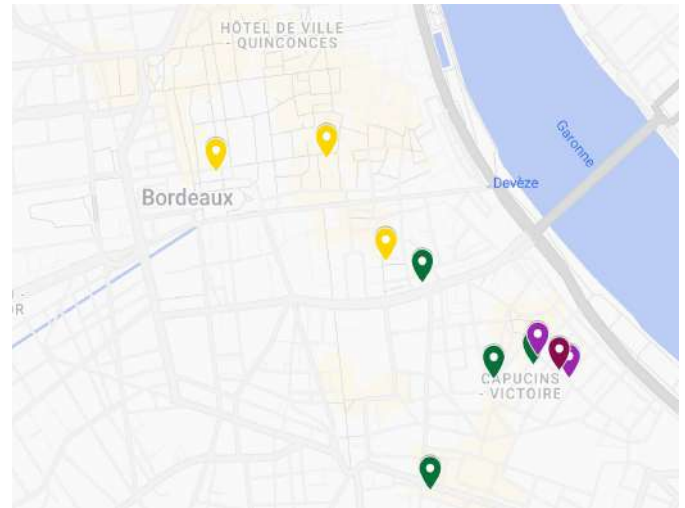 HÔTEL DE VILLE
- QUINCONCES
Garonne
Devèze
Bordeaux
-
R
CAPUCINS
- VICTOIRE